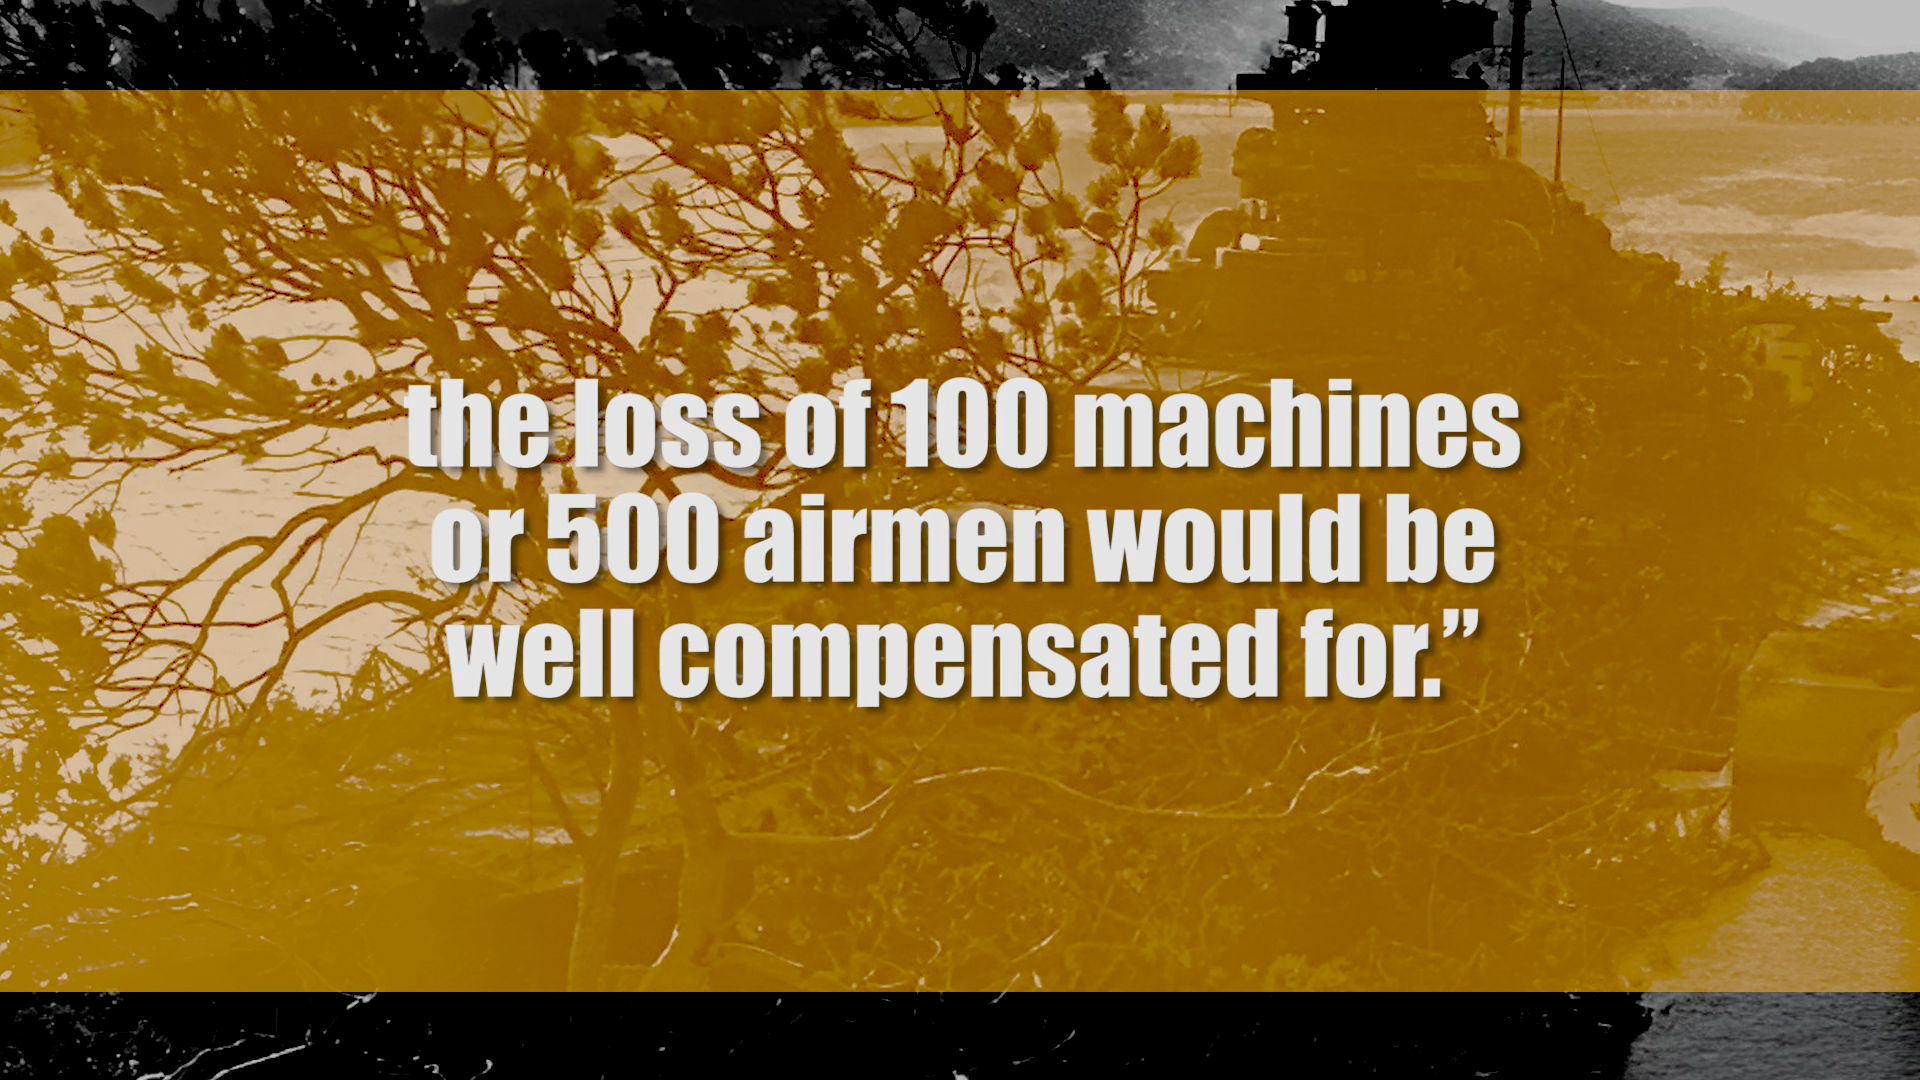 the loss of 100 machines
or 500 airmen would be
well compensated for.”